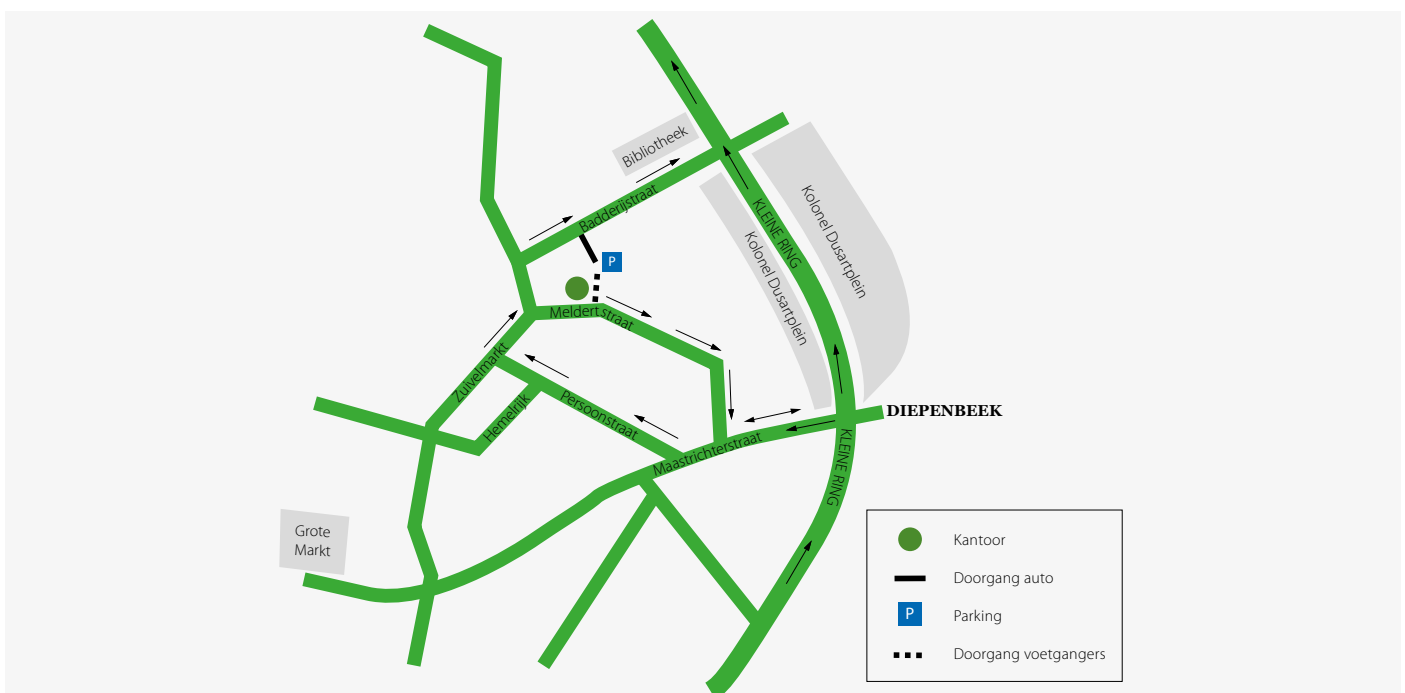 Bibliotheek
Badderijstraat
KLEINE RING
Kolonel Dusartplein
Kolonel Dusartplein
P
Meldertstraat
Zuivelmarkt
Hemelrijk
Persoonstraat
Maastrichterstraat
DIEPENBEEK
KLEINE RING
Grote
Markt
Kantoor
Doorgang auto
P
Parking
Doorgang voetgangers